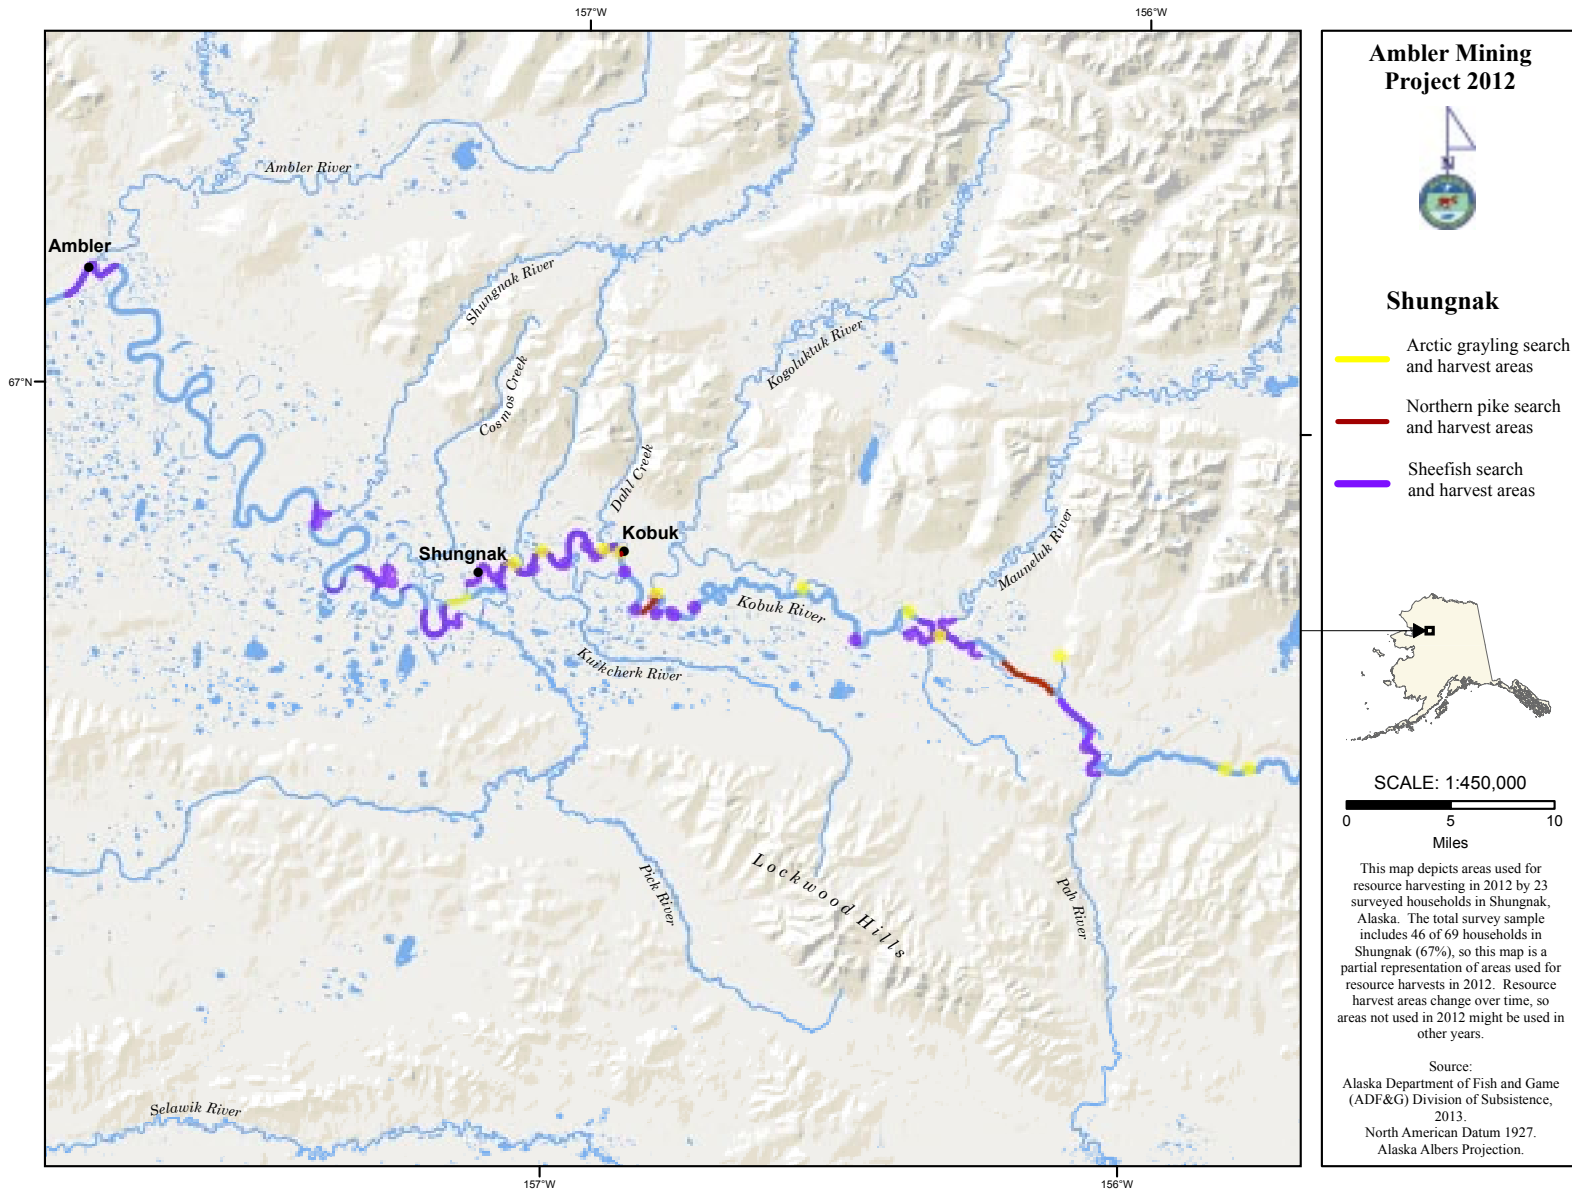 157°W
156°W
Ambler Mining
Project 2012
N
Ambler River
Ambler
Shungnak River
Shungnak
Kogoluktuk River
Arctic grayling search
and harvest areas
Cosmos Creek
67°N
Northern pike search
and harvest areas
Dahl Creek
Sheefish search
and harvest areas
Kobuk
Shungnak
Mauneluk River
Kobuk River
Kuikcherk River
SCALE: 1:450,000
0 5 10
Miles
Lockwood Hills
Pick River
Pah River
This map depicts areas used for
resource harvesting in 2012 by 23
surveyed households in Shungnak,
Alaska. The total survey sample
includes 46 of 69 households in
Shungnak (67%), so this map is a
partial representation of areas used for
resource harvests in 2012. Resource
harvest areas change over time, so
areas not used in 2012 might be used in
other years.
Source:
Alaska Department of Fish and Game
(ADF&G) Division of Subsistence,
2013.
North American Datum 1927.
Alaska Albers Projection.
Selawik River
157°W
156°W